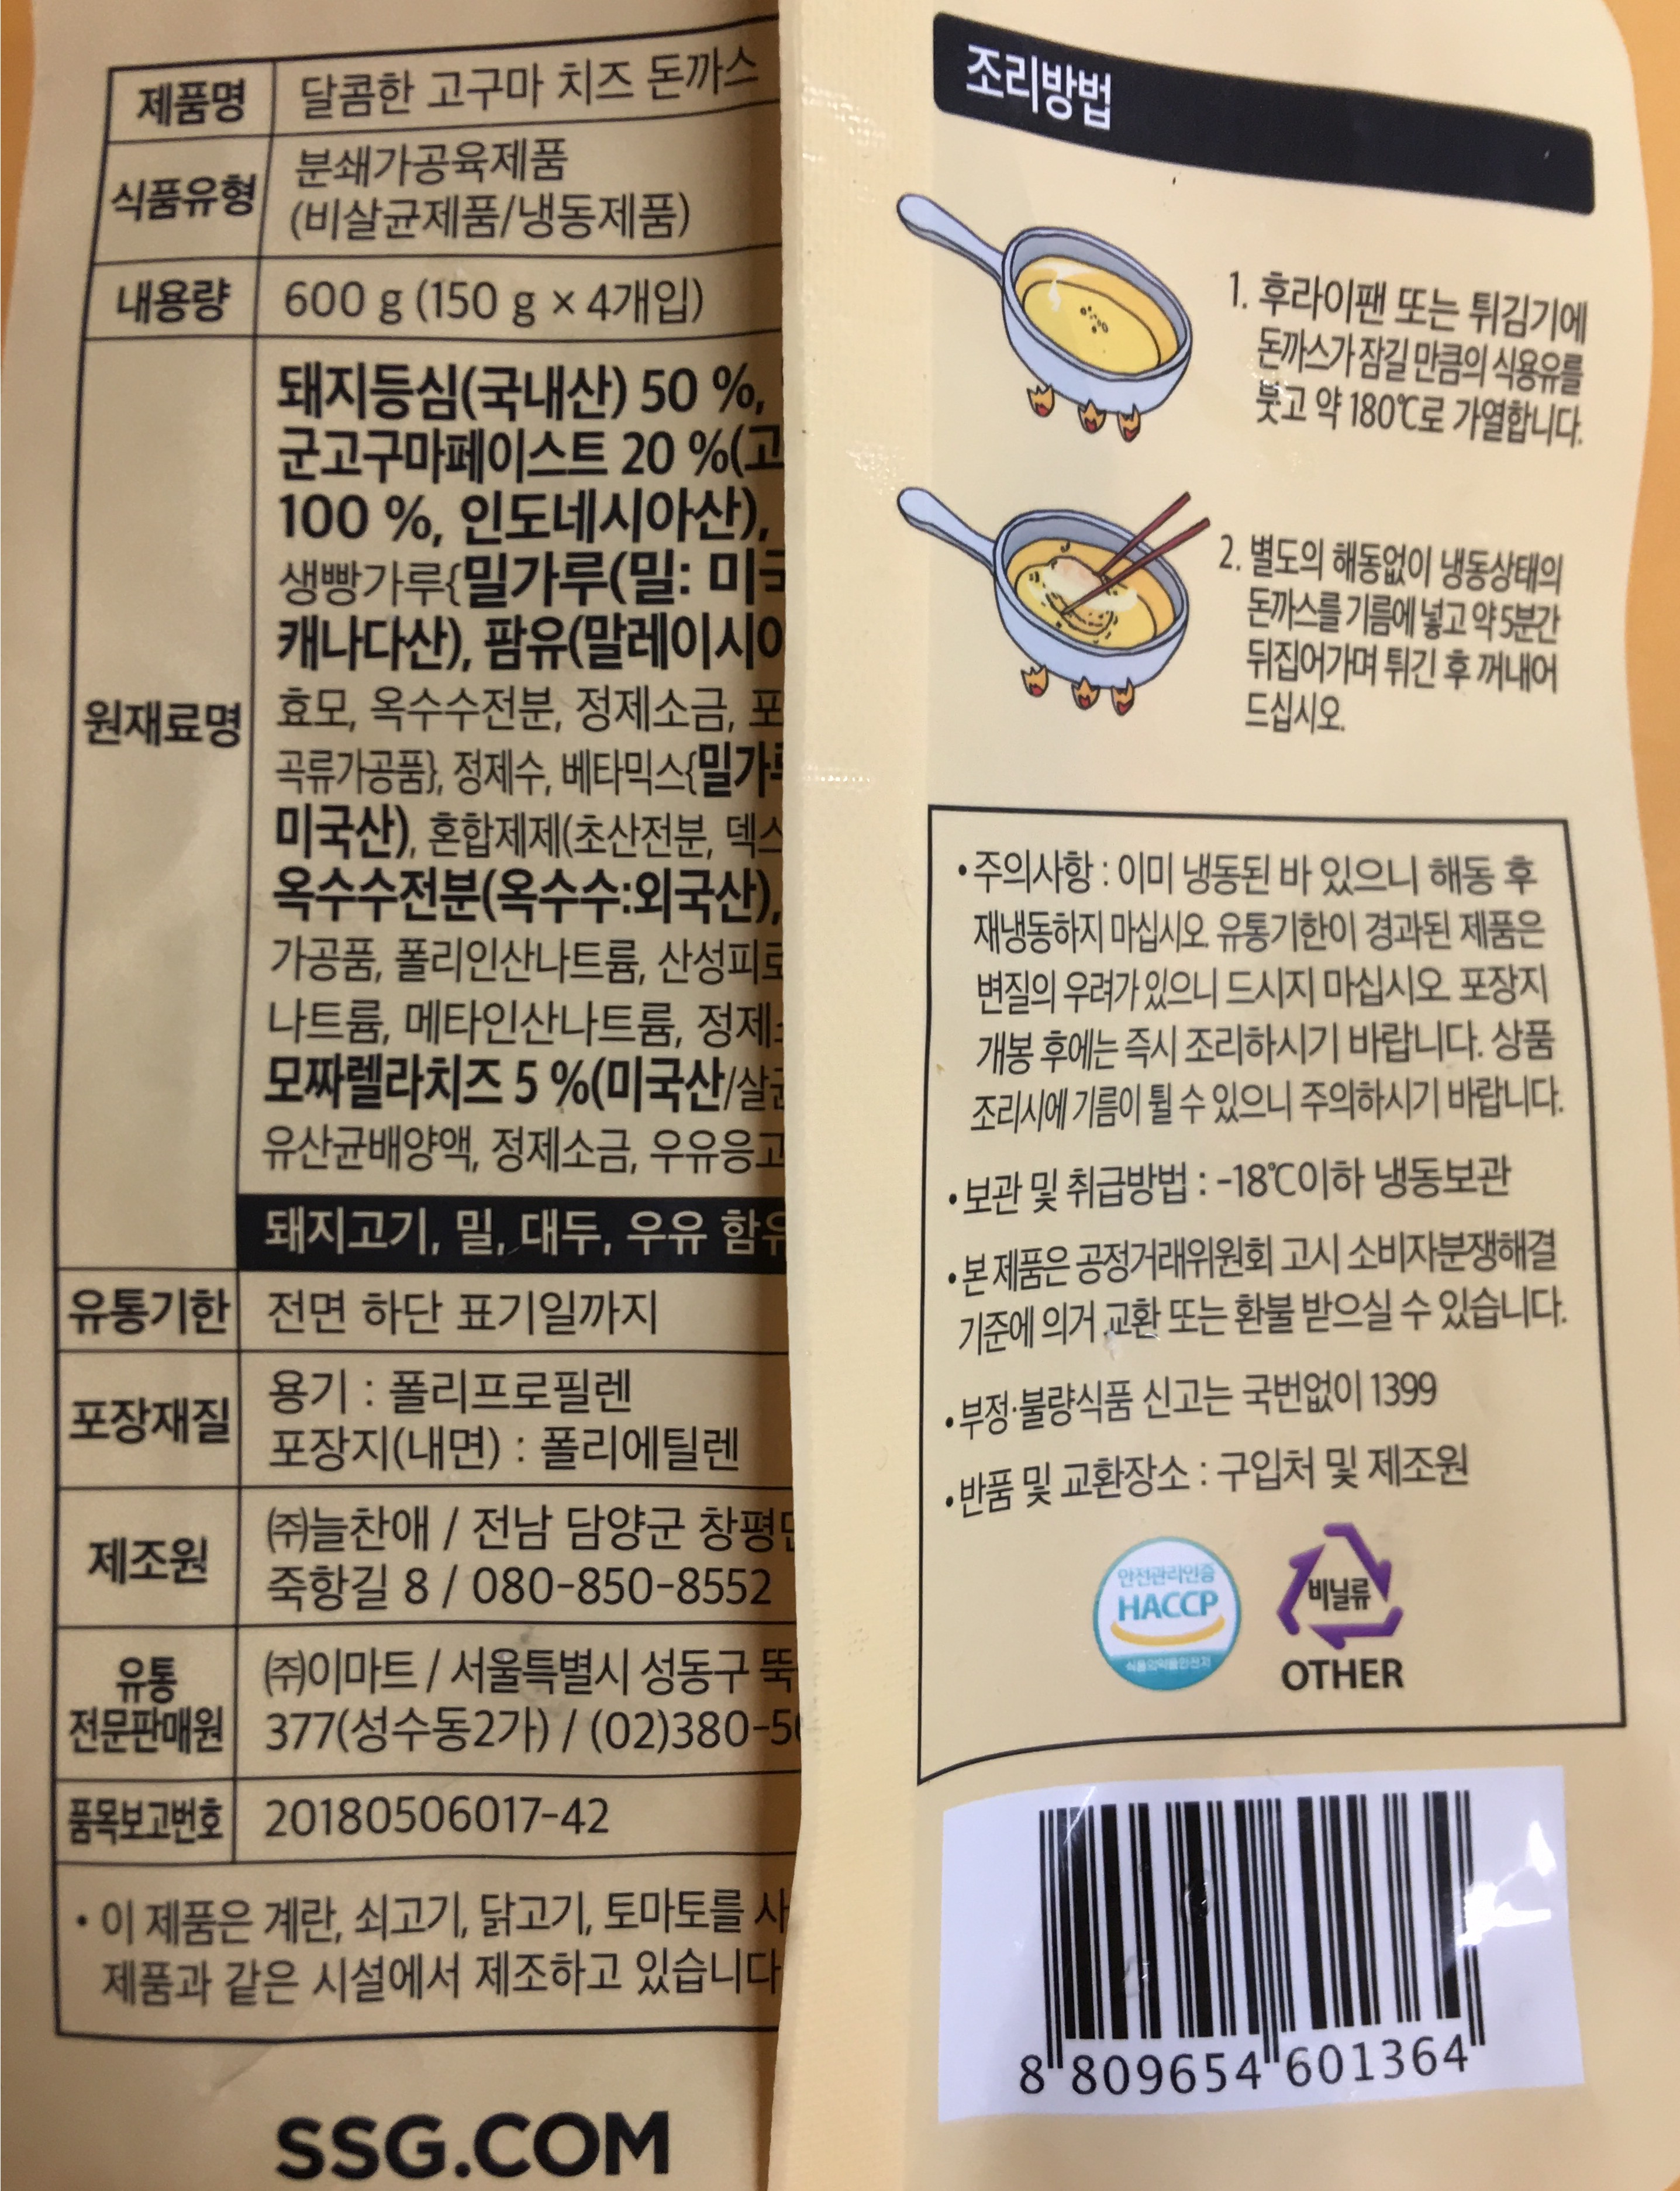 제품명 달콤한 고구마 치즈 돈까스
식품유형 분쇄가공육제품
(비살균제품/냉동제품)
내용량 600 g (150 g × 4개입)
원재료명
돼지등심(국내산) 50 %,
군고구마페이스트 20 %(고
100 %, 인도네시아산),
생빵가루{밀가루(밀: 미국
캐나다산), 팜유(말레이시아
효모, 옥수수전분, 정제소금, 포
곡류가공품}, 정제수, 베타믹스{밀가루
미국산), 혼합제제(초산전분, 덱스
옥수수전분(옥수수:외국산),
가공품, 폴리인산나트륨, 산성피로
나트륨, 메타인산나트륨, 정제
모짜렐라치즈 5 %(미국산/살균
유산균배양액, 정제소금, 우유응고
돼지고기, 밀, 대두, 우유 함유
유통기한 전면 하단 표기일까지
포장재질 용기 : 폴리프로필렌
포장지(내면) : 폴리에틸렌
제조원 ㈜늘찬애 / 전남 담양군 창평면
죽항길 8 / 080-850-8552
유통
전문판매원
㈜이마트 / 서울특별시 성동구 뚝
377(성수동2가) / (02)380-5
품목보고번호 20180506017-42
• 이 제품은 계란, 쇠고기, 닭고기, 토마토를 사
제품과 같은 시설에서 제조하고 있습니다
SSG.COM
조리방법
1. 후라이팬 또는 튀김기에
돈까스가 잠길 만큼의 식용유를
붓고 약 180℃로 가열합니다.
2. 별도의 해동없이 냉동상태의
돈까스를 기름에 넣고 약 5분간
뒤집어가며 튀긴 후 꺼내어
드십시오.
• 주의사항 : 이미 냉동된 바 있으니 해동 후
재냉동하지 마십시오. 유통기한이 경과된 제품은
변질의 우려가 있으니 드시지 마십시오. 포장지
개봉 후에는 즉시 조리하시기 바랍니다. 상품
조리시에 기름이 튈 수 있으니 주의하시기 바랍니다.
• 보관 및 취급방법 : -18℃이하 냉동보관
• 본 제품은 공정거래위원회 고시 소비자분쟁해결
기준에 의거 교환 또는 환불 받으실 수 있습니다.
• 부정·불량식품 신고는 국번없이 1399
• 반품 및 교환장소 : 구입처 및 제조원
안전관리인증
HACCP
식품의약품안전처
비닐류
OTHER
8 809654 601364